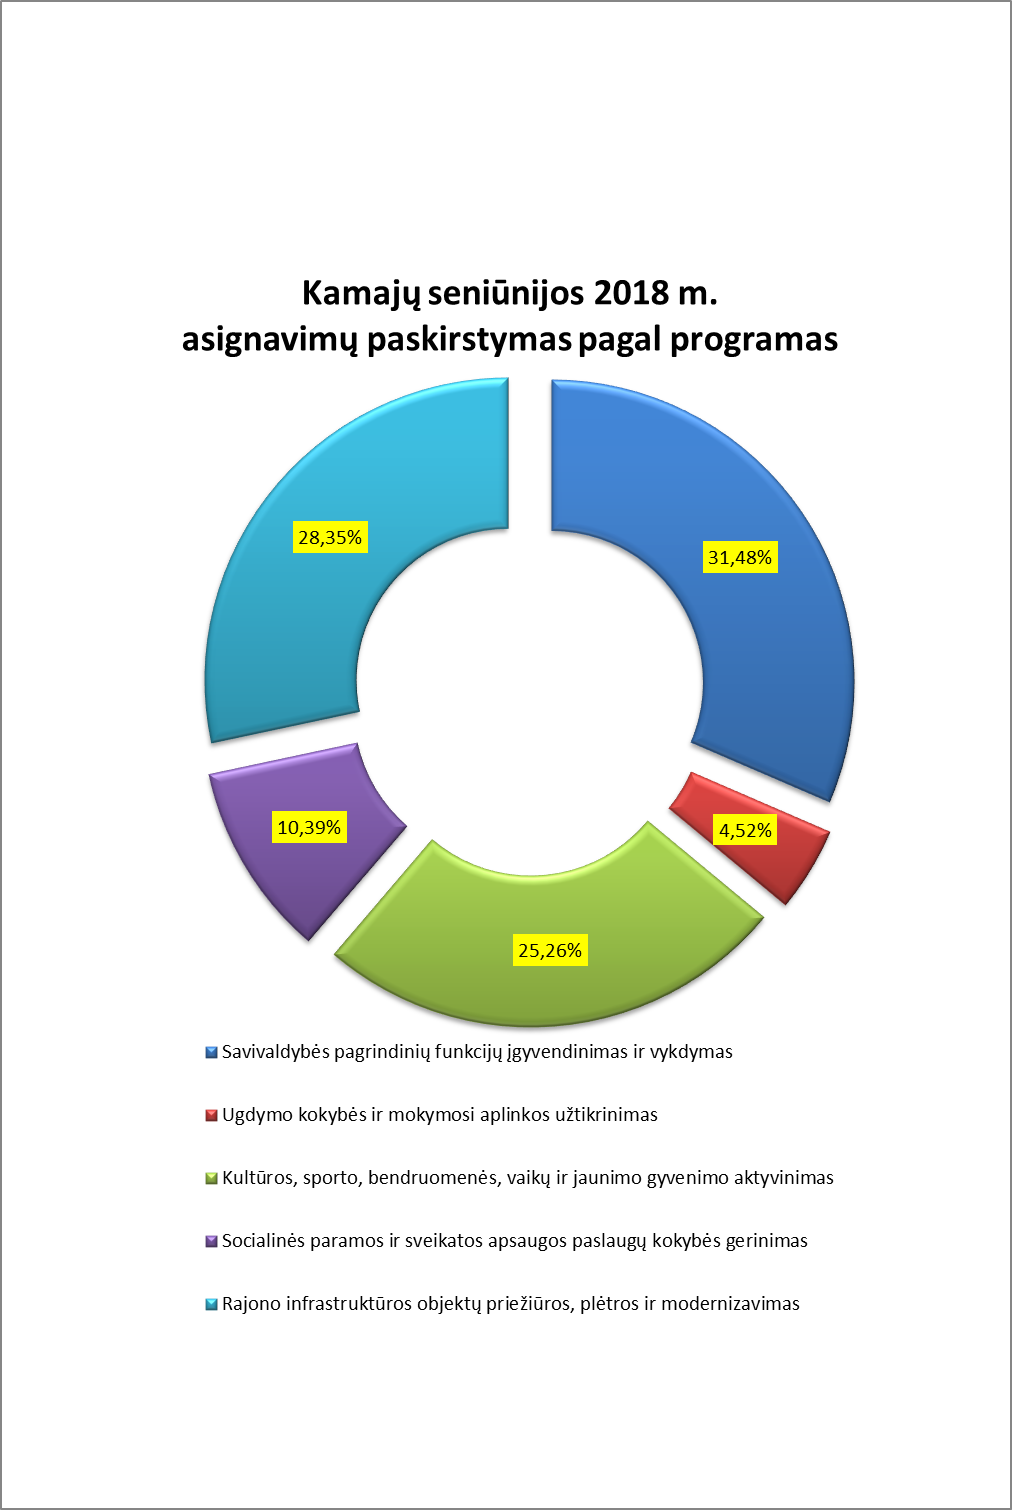 Kamajų seniūnijos 2018 m.
asignavimų paskirstymas pagal programas
28,35%
31,48%
10,39%
4,52%
25,26%
Savivaldybės pagrindinių funkcijų įgyvendinimas ir vykdymas
Ugdymo kokybės ir mokymosi aplinkos užtikrinimas
Kultūros, sporto, bendruomenės, vaikų ir jaunimo gyvenimo aktyvinimas
Socialinės paramos ir sveikatos apsaugos paslaugų kokybės gerinimas
Rajono infrastruktūros objektų priežiūros, plėtros ir modernizavimas